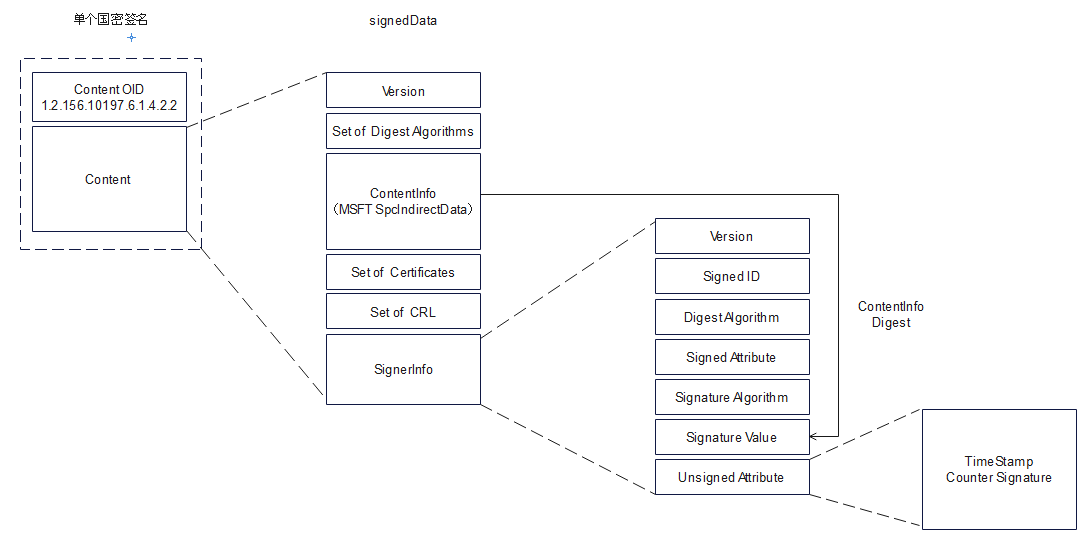 单个国密签名
signedData
Content OID
1.2.156.10197.6.1.4.2.2
Content
Version
Set of Digest Algorithms
ContentInfo
（MSFT SpcIndirectData）
Set of Certificates
Set of CRL
SignerInfo
Version
Signed ID
Digest Algorithm
Signed Attribute
Signature Algorithm
Signature Value
Unsigned Attribute
ContentInfo
Digest
TimeStamp
Counter Signature